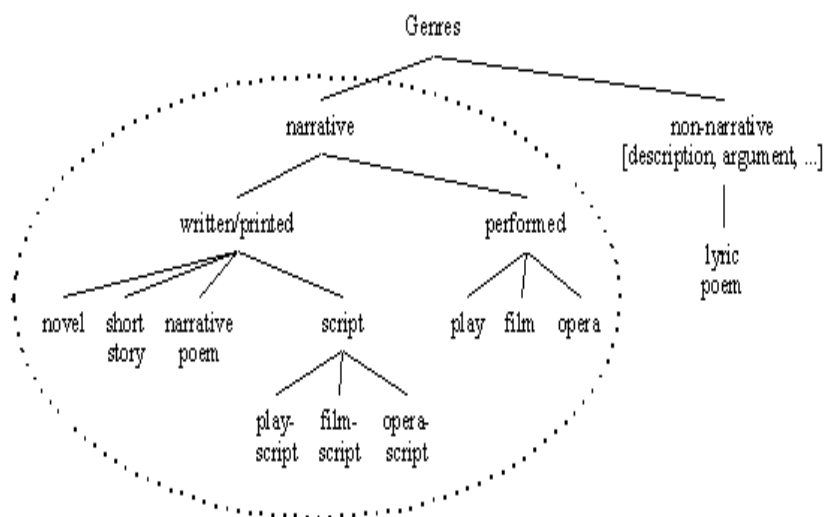 Genres
narrative
non-narrative
[description, argument, ...]
written/printed
performed
lyric
poem
novel
short
story
narrative
poem
script
play
film
opera
play-
script
film-
script
opera-
script